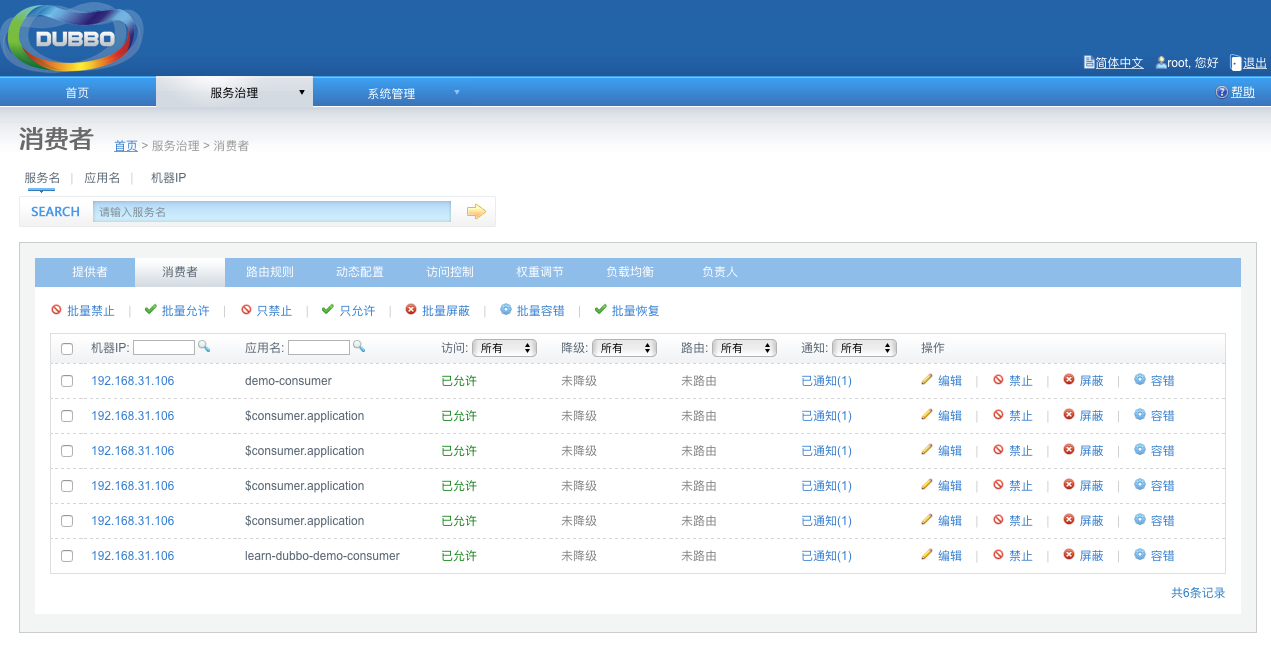 DUBBO
简体中文 root, 您好 退出
首页 服务治理 系统管理 帮助
消费者 首页 > 服务治理 > 消费者
服务名 | 应用名 | 机器IP
SEARCH 请输入服务名
提供者 消费者 路由规则 动态配置 访问控制 权重调节 负载均衡 负责人
批量禁止 | 批量允许 | 只禁止 | 只允许 | 批量屏蔽 | 批量容错 | 批量恢复
机器IP: 应用名: 访问: 所有 降级: 所有 路由: 所有 通知: 所有 操作
192.168.31.106 demo-consumer 已允许 未降级 未路由 已通知(1) 编辑 | 禁止 | 屏蔽 | 容错
192.168.31.106 $consumer.application 已允许 未降级 未路由 已通知(1) 编辑 | 禁止 | 屏蔽 | 容错
192.168.31.106 $consumer.application 已允许 未降级 未路由 已通知(1) 编辑 | 禁止 | 屏蔽 | 容错
192.168.31.106 $consumer.application 已允许 未降级 未路由 已通知(1) 编辑 | 禁止 | 屏蔽 | 容错
192.168.31.106 $consumer.application 已允许 未降级 未路由 已通知(1) 编辑 | 禁止 | 屏蔽 | 容错
192.168.31.106 learn-dubbo-demo-consumer 已允许 未降级 未路由 已通知(1) 编辑 | 禁止 | 屏蔽 | 容错
共6条记录